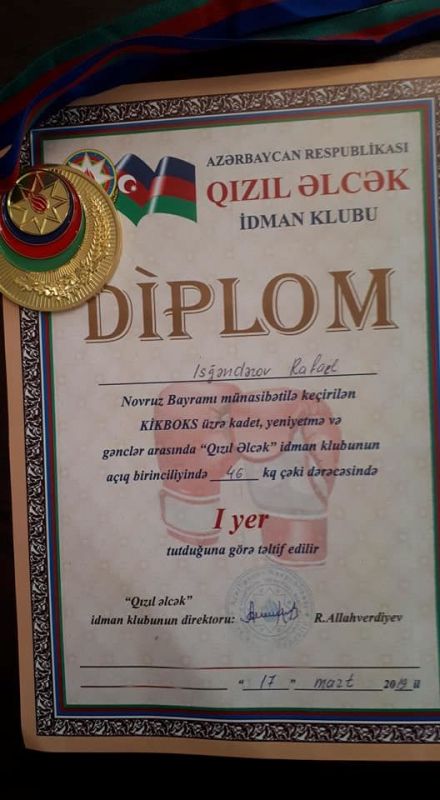 AZƏRBAYCAN RESPUBLİKASI
QIZIL ƏLCƏK
İDMAN KLUBU
DİPLOM
İsgəndərov Rafael
Novruz Bayramı münasibətilə keçirilən
KİKBOKS üzrə kadet, yeniyetmə və
gənclər arasında “Qızıl Əlcək” idman klubunun
açıq birinciliyində 46 kq çəki dərəcəsində
I yer
tutduğuna görə təltif edilir
“Qızıl əlcək”
idman klubunun direktoru: R.Allahverdiyev
“ 17 ” mart 2019 il